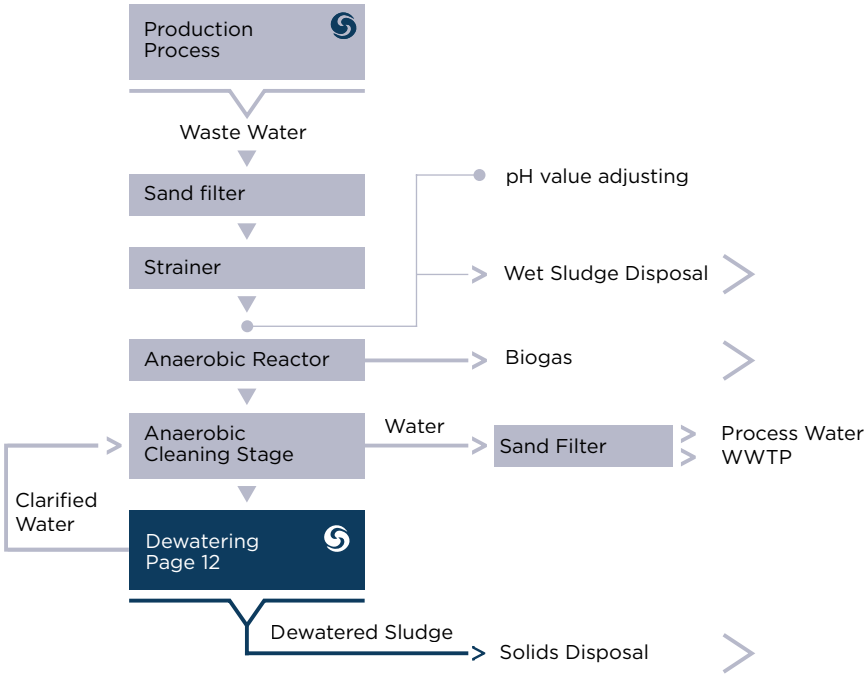 Production
Process
Waste Water
Sand filter
pH value adjusting
Strainer
Wet Sludge Disposal
Anaerobic Reactor
Biogas
Anaerobic
Cleaning Stage
Water
Sand Filter
Process Water
WWTP
Clarified
Water
Dewatering
Page 12
Dewatered Sludge
Solids Disposal